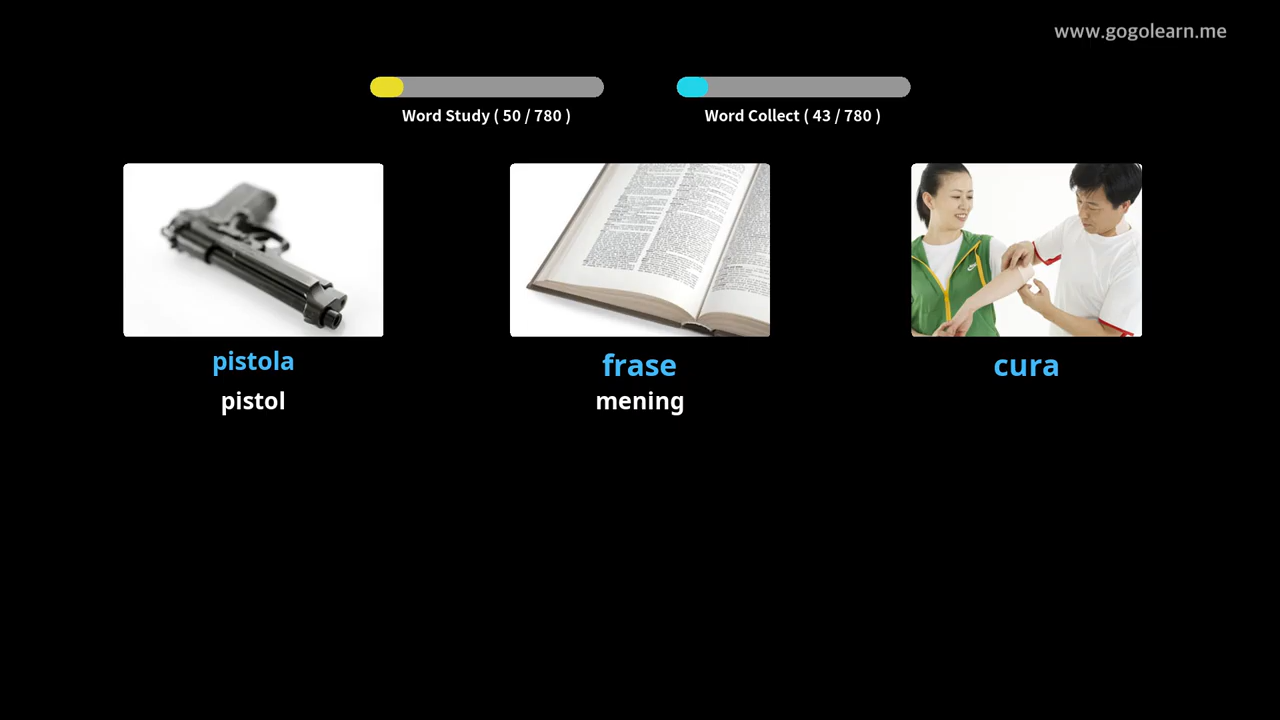 www.gogolearn.me
Word Study ( 50 / 780 )
Word Collect ( 43 / 780 )
pistola
frase
cura
pistol
mening